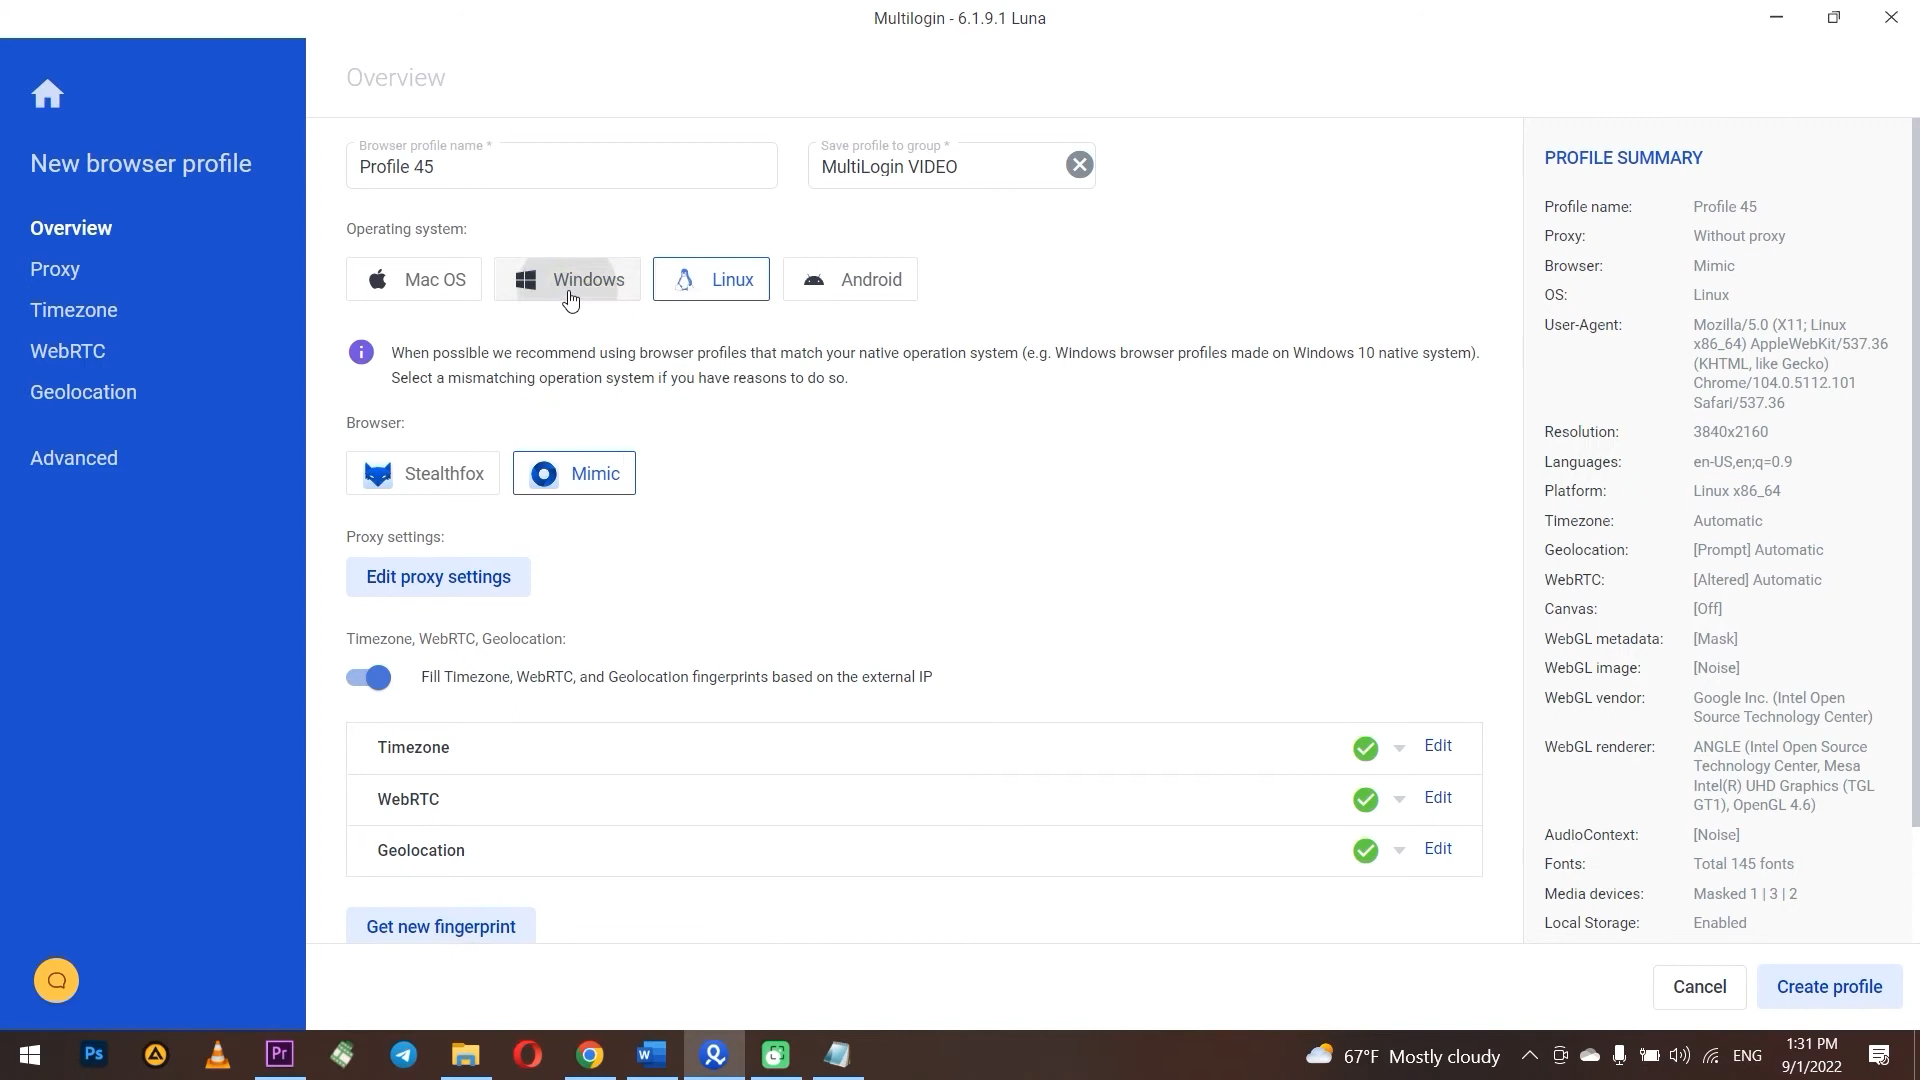 Multilogin - 6.1.9.1 Luna
New browser profile
Overview
Proxy
Timezone
WebRTC
Geolocation
Advanced
Overview
Browser profile name *
Profile 45
Save profile to group *
MultiLogin VIDEO
Operating system:
Mac OS
Windows
Linux
Android
When possible we recommend using browser profiles that match your native operation system (e.g. Windows browser profiles made on Windows 10 native system).
Select a mismatching operation system if you have reasons to do so.
Browser:
Stealthfox
Mimic
Proxy settings:
Edit proxy settings
Timezone, WebRTC, Geolocation:
Fill Timezone, WebRTC, and Geolocation fingerprints based on the external IP
Timezone Edit
WebRTC Edit
Geolocation Edit
Get new fingerprint
PROFILE SUMMARY
Profile name: Profile 45
Proxy: Without proxy
Browser: Mimic
OS: Linux
User-Agent: Mozilla/5.0 (X11; Linux
x86_64) AppleWebKit/537.36
(KHTML, like Gecko)
Chrome/104.0.5112.101
Safari/537.36
Resolution: 3840x2160
Languages: en-US,en;q=0.9
Platform: Linux x86_64
Timezone: Automatic
Geolocation: [Prompt] Automatic
WebRTC: [Altered] Automatic
Canvas: [Off]
WebGL metadata: [Mask]
WebGL image: [Noise]
WebGL vendor: Google Inc. (Intel Open
Source Technology Center)
WebGL renderer: ANGLE (Intel Open Source
Technology Center, Mesa
Intel(R) UHD Graphics (TGL
GT1), OpenGL 4.6)
AudioContext: [Noise]
Fonts: Total 145 fonts
Media devices: Masked 1 | 3 | 2
Local Storage: Enabled
Cancel
Create profile
Ps
Pr
W
67°F Mostly cloudy
ENG
1:31 PM
9/1/2022